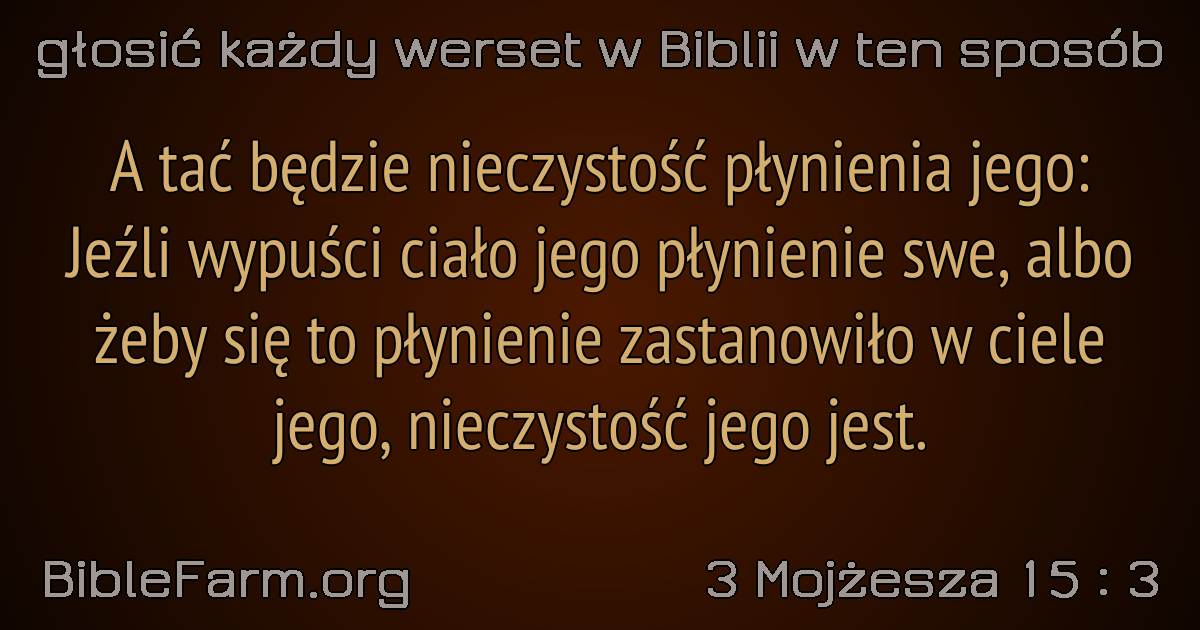 głosić każdy werset w Biblii w ten sposób
A tać będzie nieczystość płynienia jego:
Jeźli wypuści ciało jego płynienie swe, albo
żeby się to płynienie zastanowiło w ciele
jego, nieczystość jego jest.
BibleFarm.org
3 Mojżesza 15 : 3